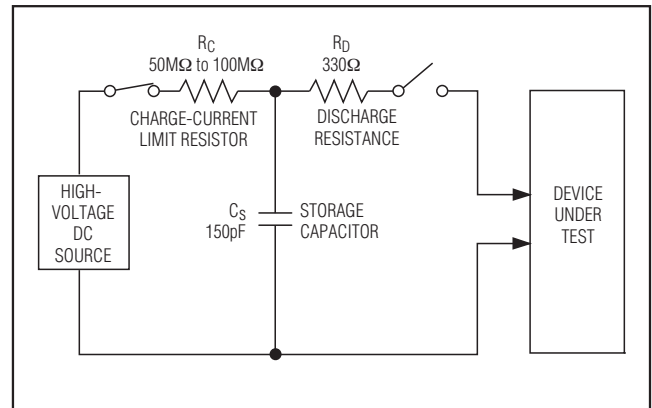 R_C
50MΩ to 100MΩ
CHARGE-CURRENT
LIMIT RESISTOR
R_D
330Ω
DISCHARGE
RESISTANCE
HIGH-
VOLTAGE
DC
SOURCE
C_S
150pF
STORAGE
CAPACITOR
DEVICE
UNDER
TEST